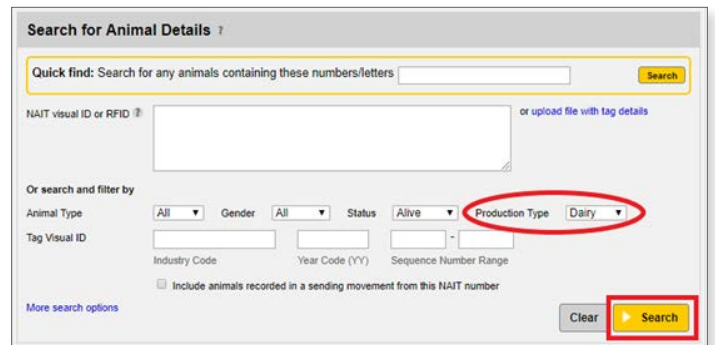 Search for Animal Details ?
Quick find: Search for any animals containing these numbers/letters Search
NAIT visual ID or RFID ? or upload file with tag details
Or search and filter by
Animal Type All Gender All Status Alive Production Type Dairy
Tag Visual ID -
Industry Code Year Code (YY) Sequence Number Range
Include animals recorded in a sending movement from this NAIT number
More search options Clear Search